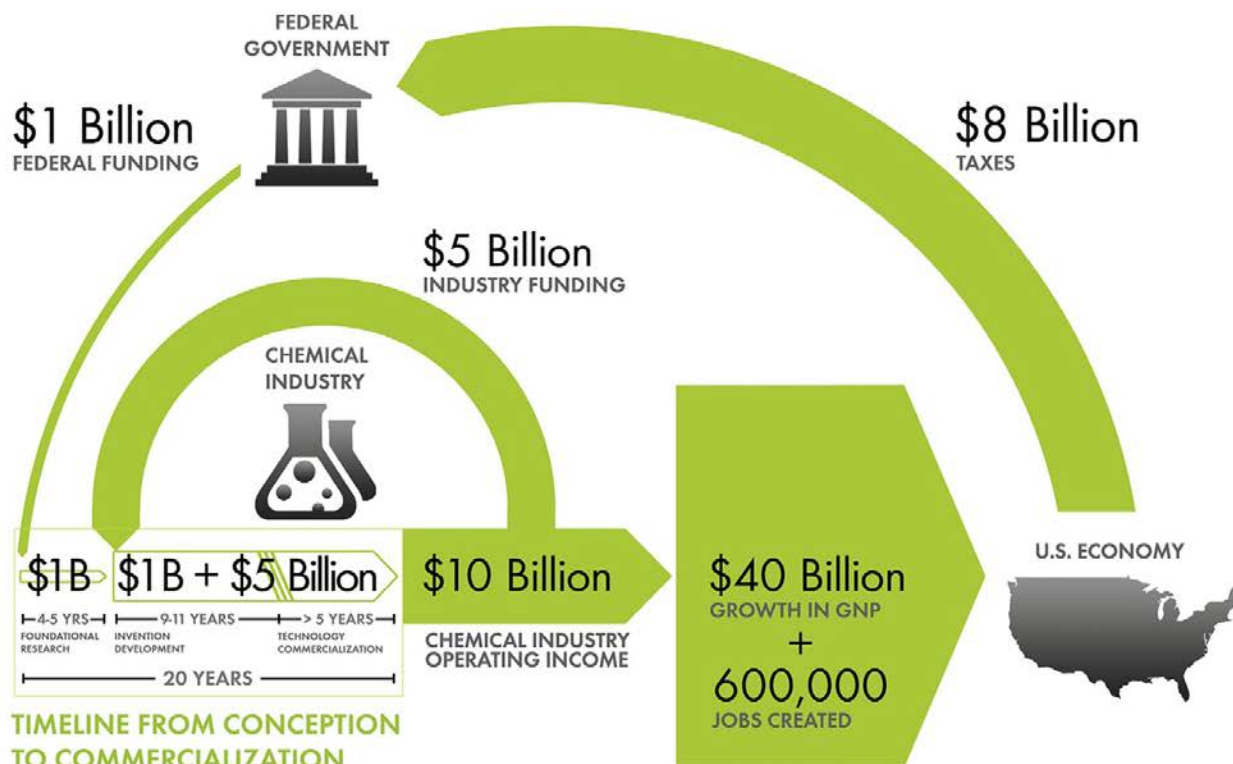 FEDERAL
GOVERNMENT
$1 Billion
FEDERAL FUNDING
$8 Billion
TAXES
$5 Billion
INDUSTRY FUNDING
CHEMICAL
INDUSTRY
$1B
$1B + $5 Billion
4-5 YRS
FOUNDATIONAL
RESEARCH
9-11 YEARS
INVENTION
DEVELOPMENT
> 5 YEARS
TECHNOLOGY
COMMERCIALIZATION
20 YEARS
TIMELINE FROM CONCEPTION
TO COMMERCIALIZATION
$10 Billion
CHEMICAL INDUSTRY
OPERATING INCOME
$40 Billion
GROWTH IN GNP
+
600,000
JOBS CREATED
U.S. ECONOMY